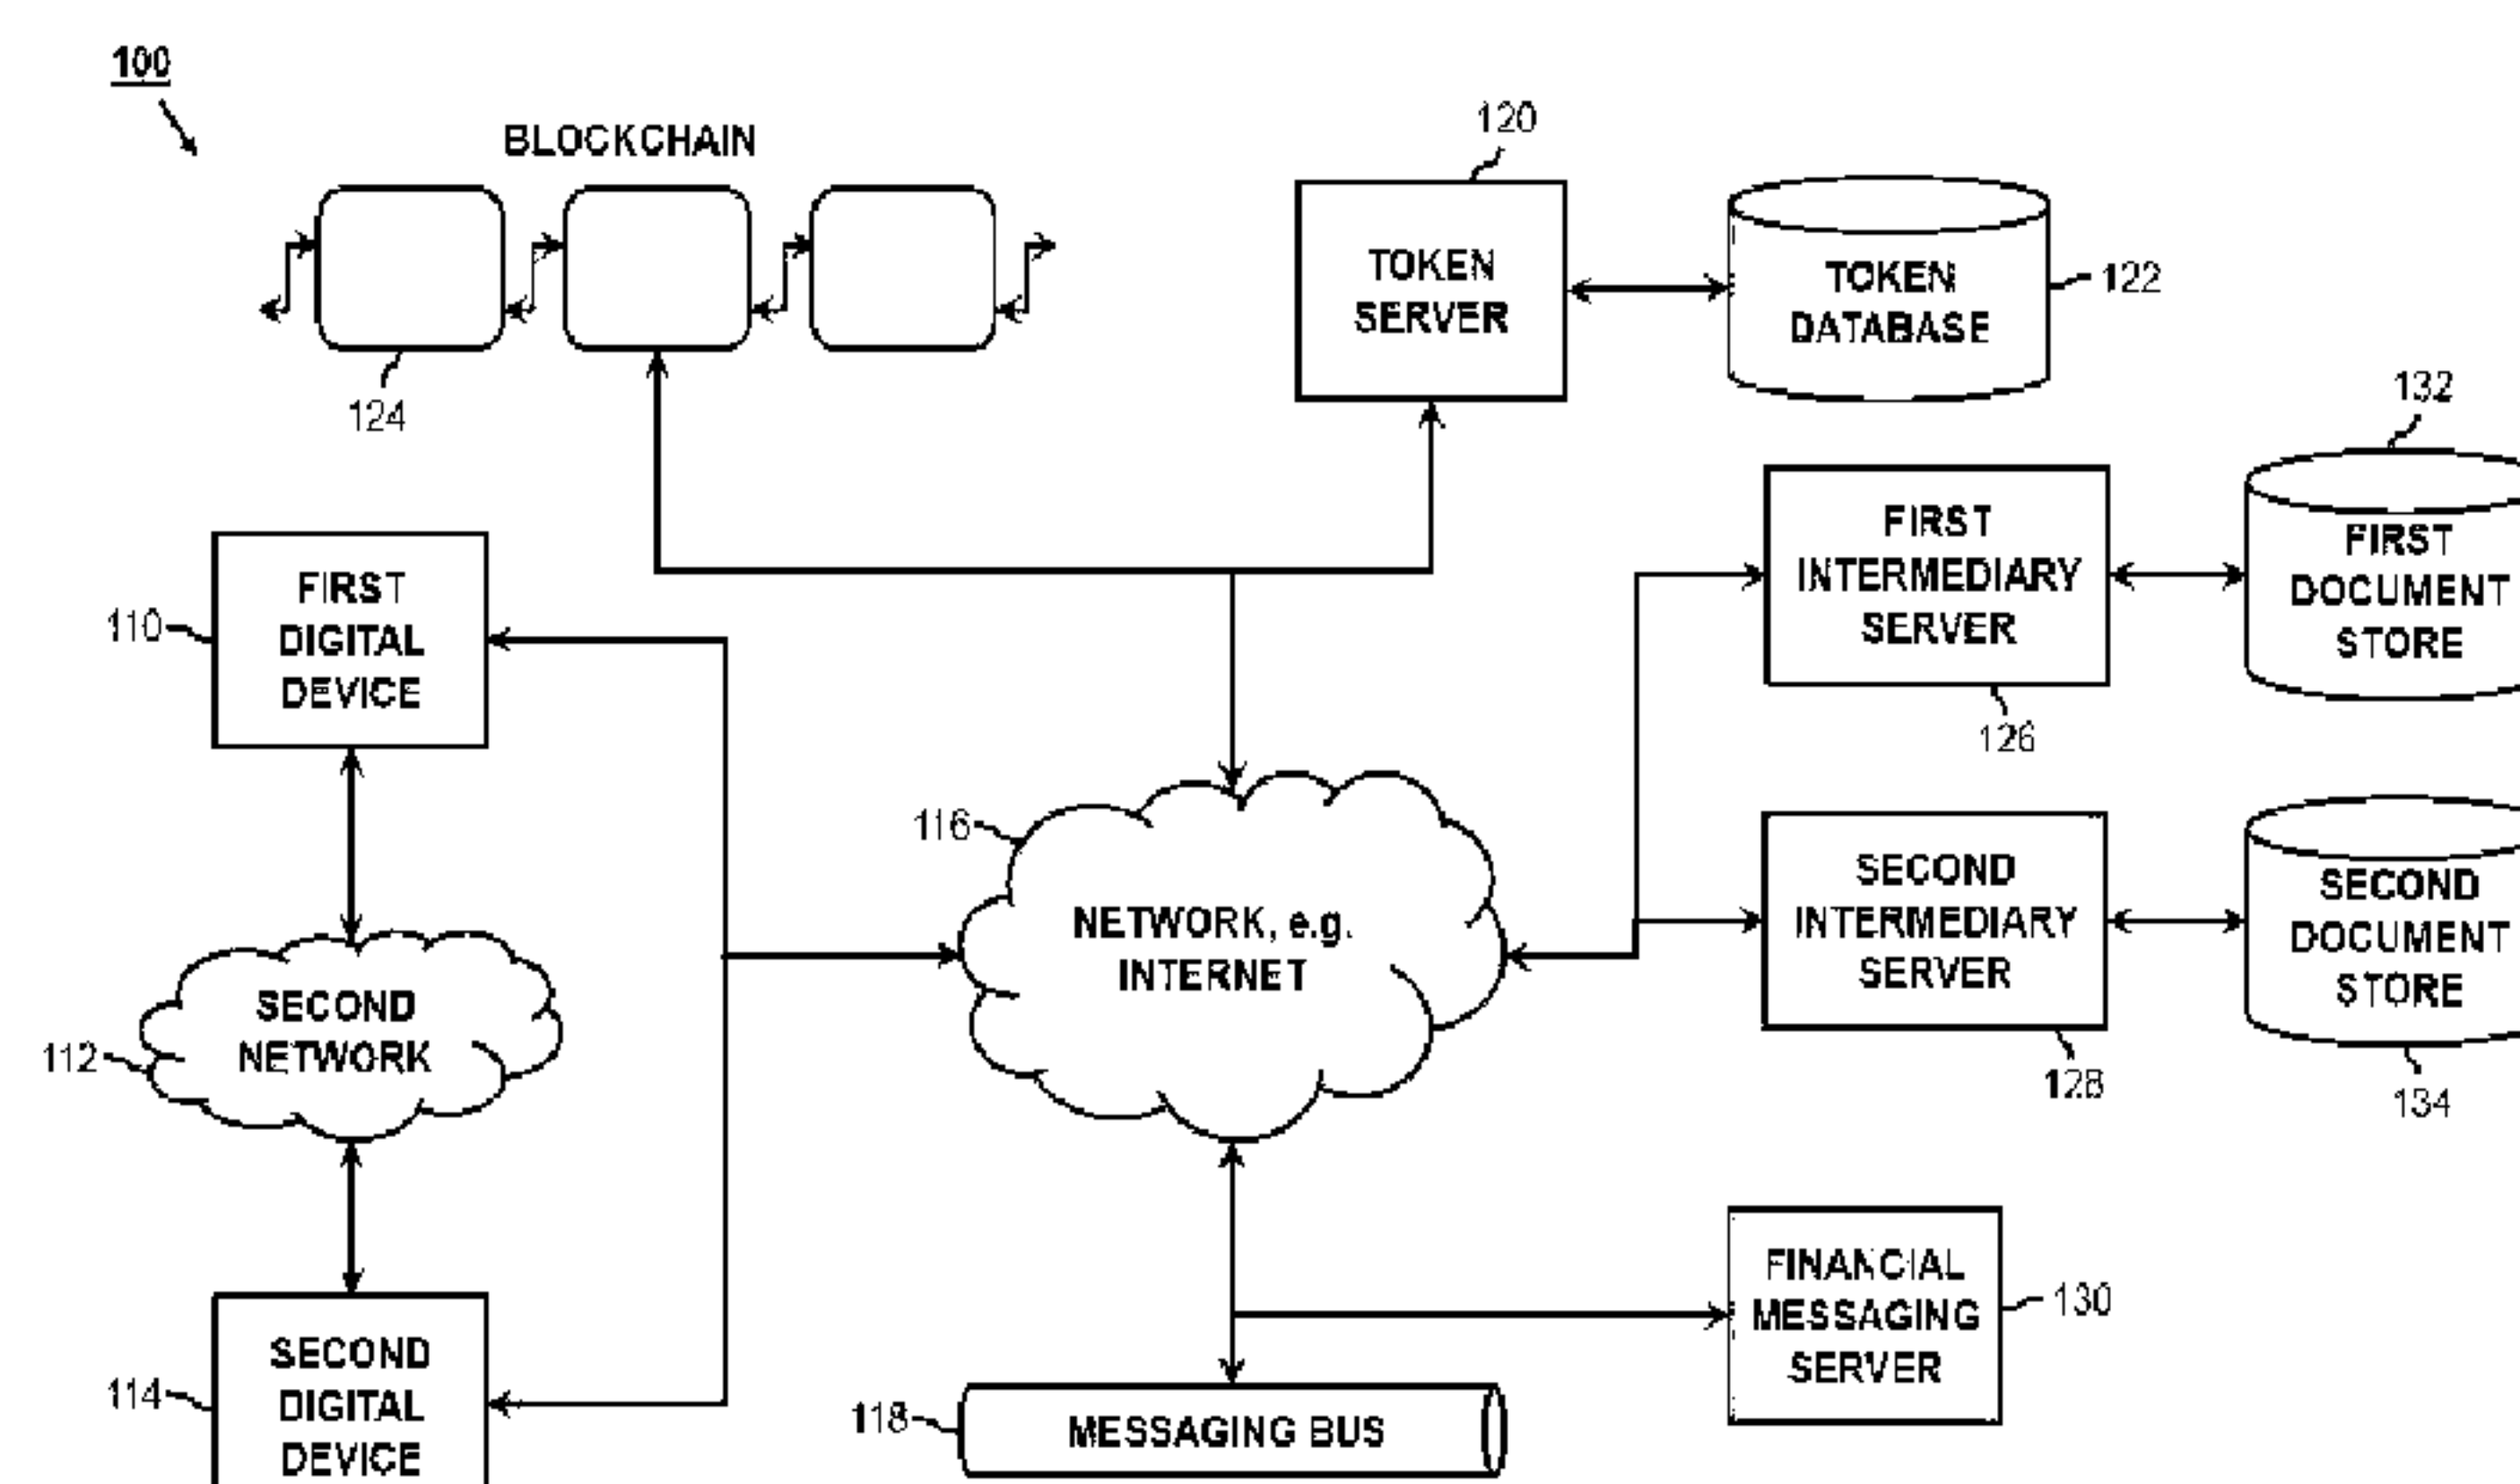 100
BLOCKCHAIN
120
TOKEN
SERVER
TOKEN
DATABASE
122
124
132
FIRST
INTERMEDIARY
SERVER
126
FIRST
DOCUMENT
STORE
110
FIRST
DIGITAL
DEVICE
116
NETWORK, e.g.
INTERNET
SECOND
INTERMEDIARY
SERVER
128
SECOND
DOCUMENT
STORE
134
SECOND
NETWORK
112
FINANCIAL
MESSAGING
SERVER
130
114
SECOND
DIGITAL
DEVICE
118
MESSAGING BUS